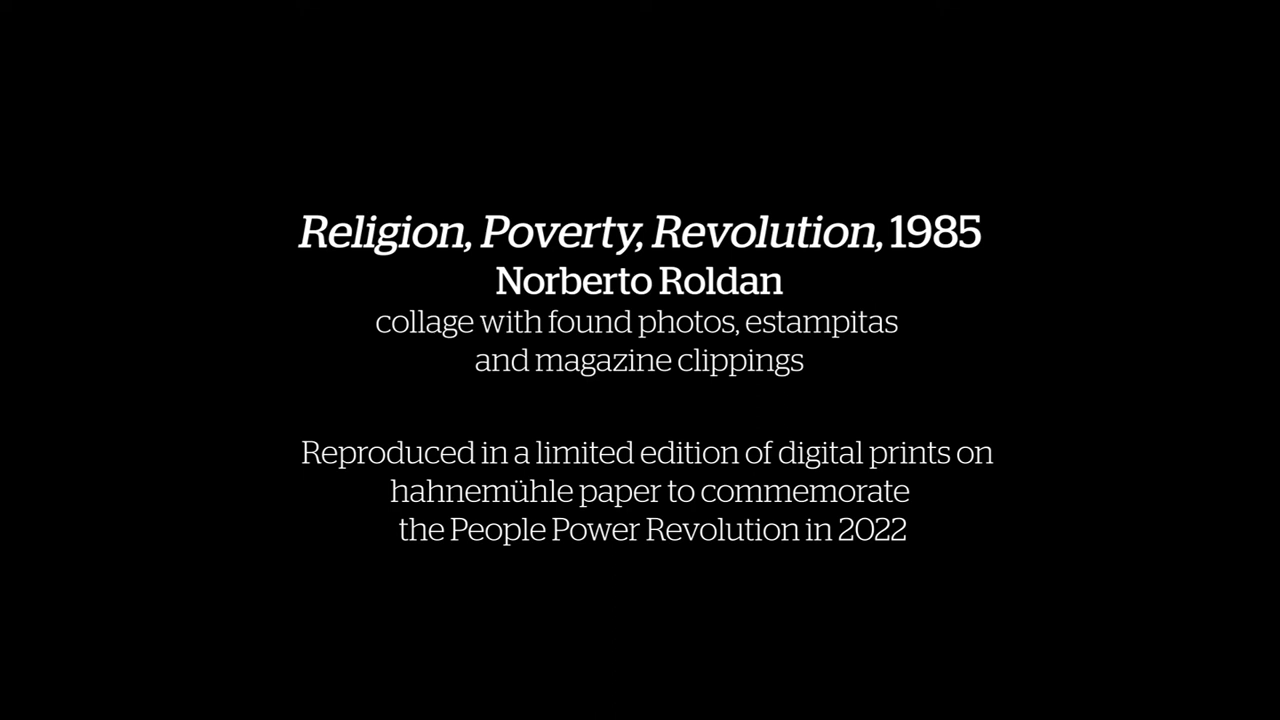 Religion, Poverty, Revolution, 1985
Norberto Roldan
collage with found photos, estampitas
and magazine clippings
Reproduced in a limited edition of digital prints on
hahnemühle paper to commemorate
the People Power Revolution in 2022